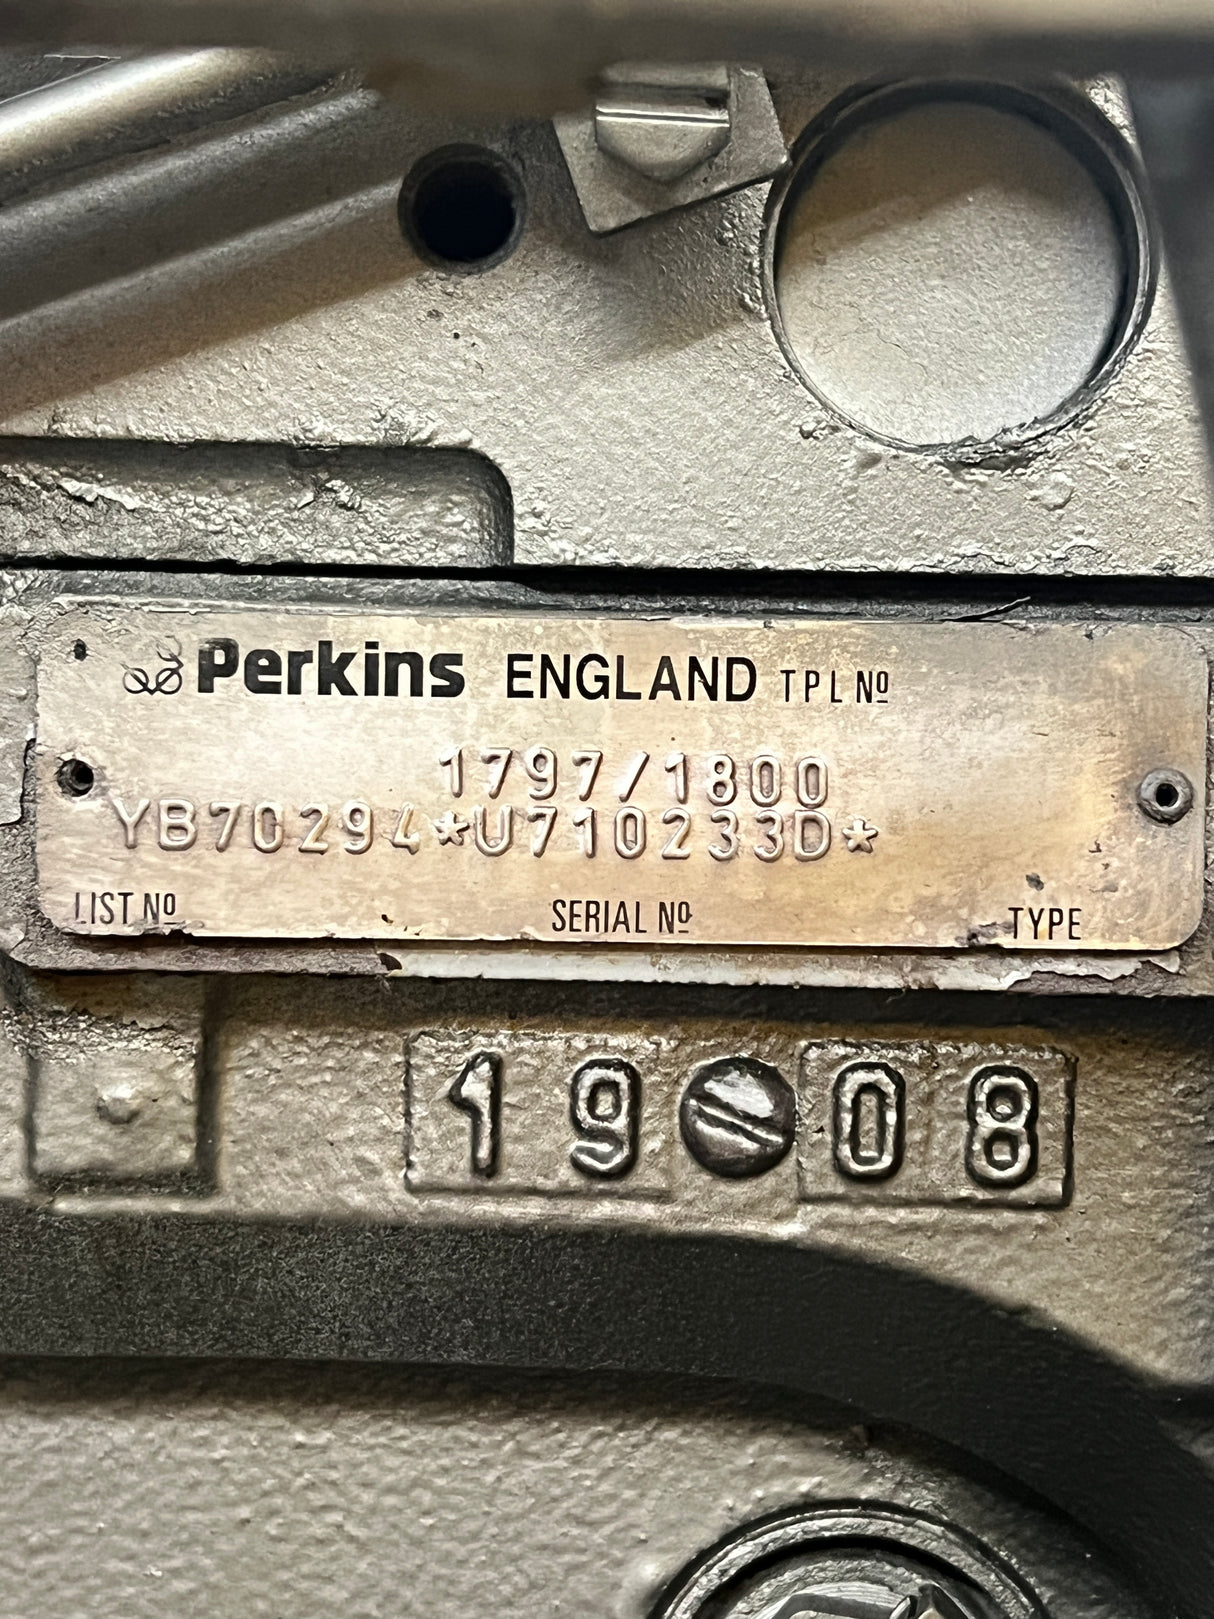 Perkins ENGLAND TPL Nº
1797/1800
YB70294*U710233D*
LIST Nº SERIAL Nº TYPE
19 08